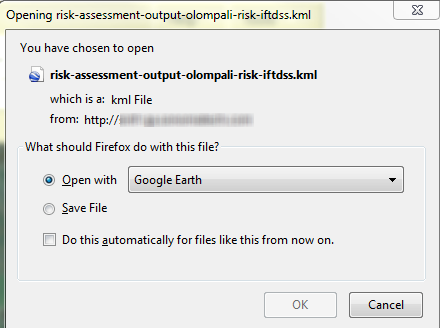 Opening risk-assessment-output-olompali-risk-iftdss.kml
You have chosen to open
risk-assessment-output-olompali-risk-iftdss.kml
which is a: kml File
from: http://
What should Firefox do with this file?
Open with Google Earth
Save File
Do this automatically for files like this from now on.
OK Cancel